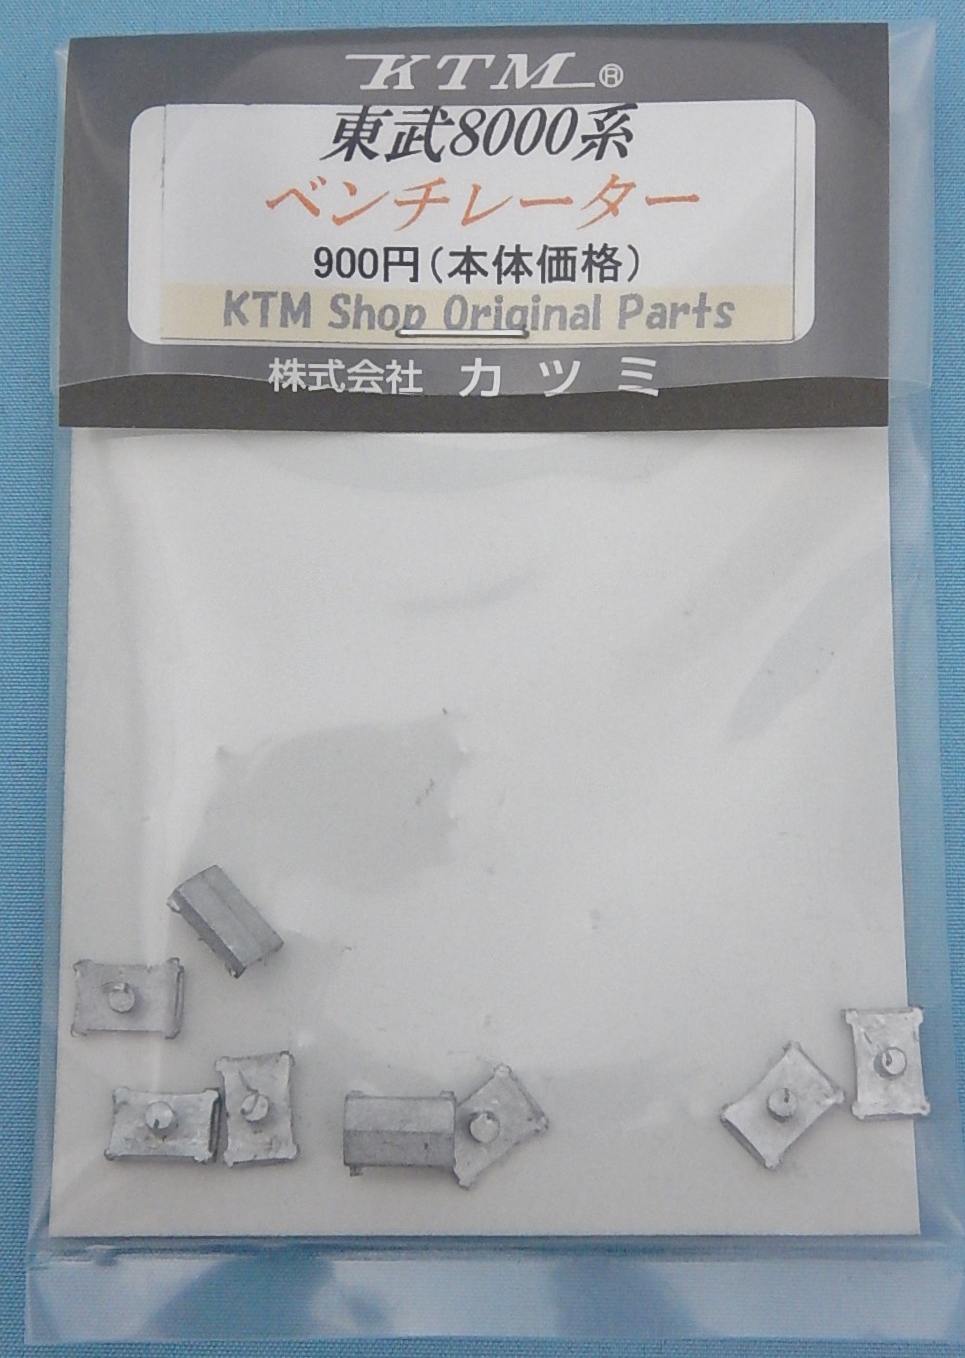 KTM®
東武8000系
ベンチレーター
900円(本体価格)
KTM Shop Original Parts
株式会社 カツミ